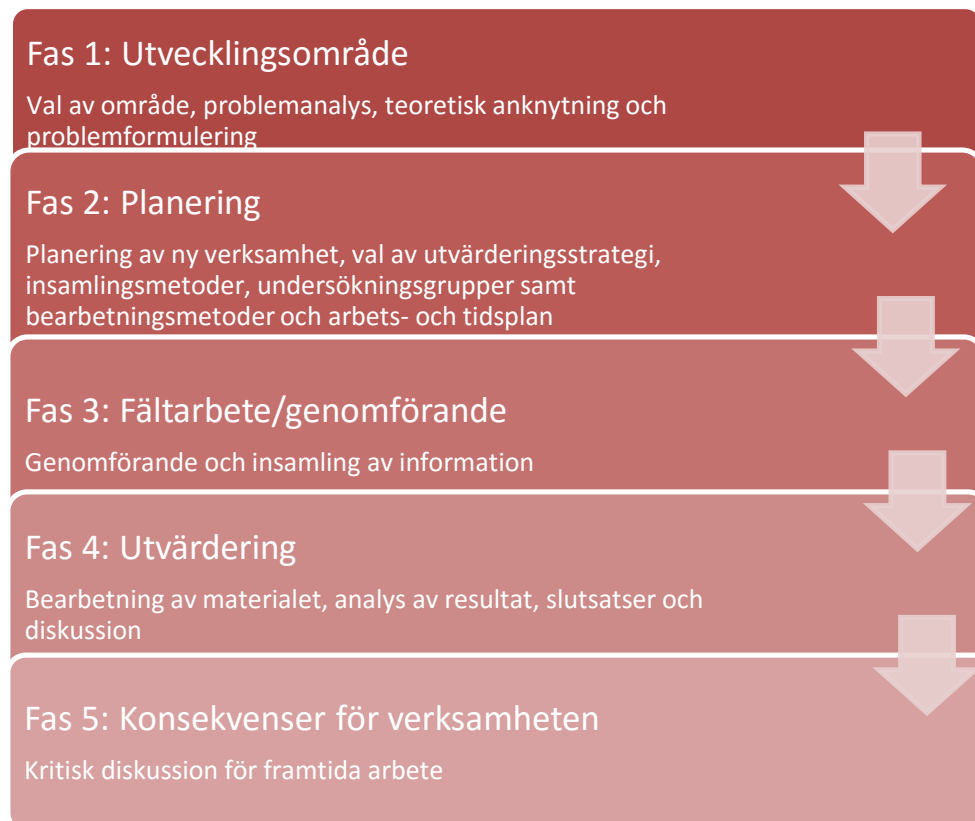 Fas 1: Utvecklingsområde
Val av område, problemanalys, teoretisk anknytning och
problemformulering
Fas 2: Planering
Planering av ny verksamhet, val av utvärderingsstrategi,
insamlingsmetoder, undersökningsgrupper samt
bearbetningsmetoder och arbets- och tidsplan
Fas 3: Fältarbete/genomförande
Genomförande och insamling av information
Fas 4: Utvärdering
Bearbetning av materialet, analys av resultat, slutsatser och
diskussion
Fas 5: Konsekvenser för verksamheten
Kritisk diskussion för framtida arbete